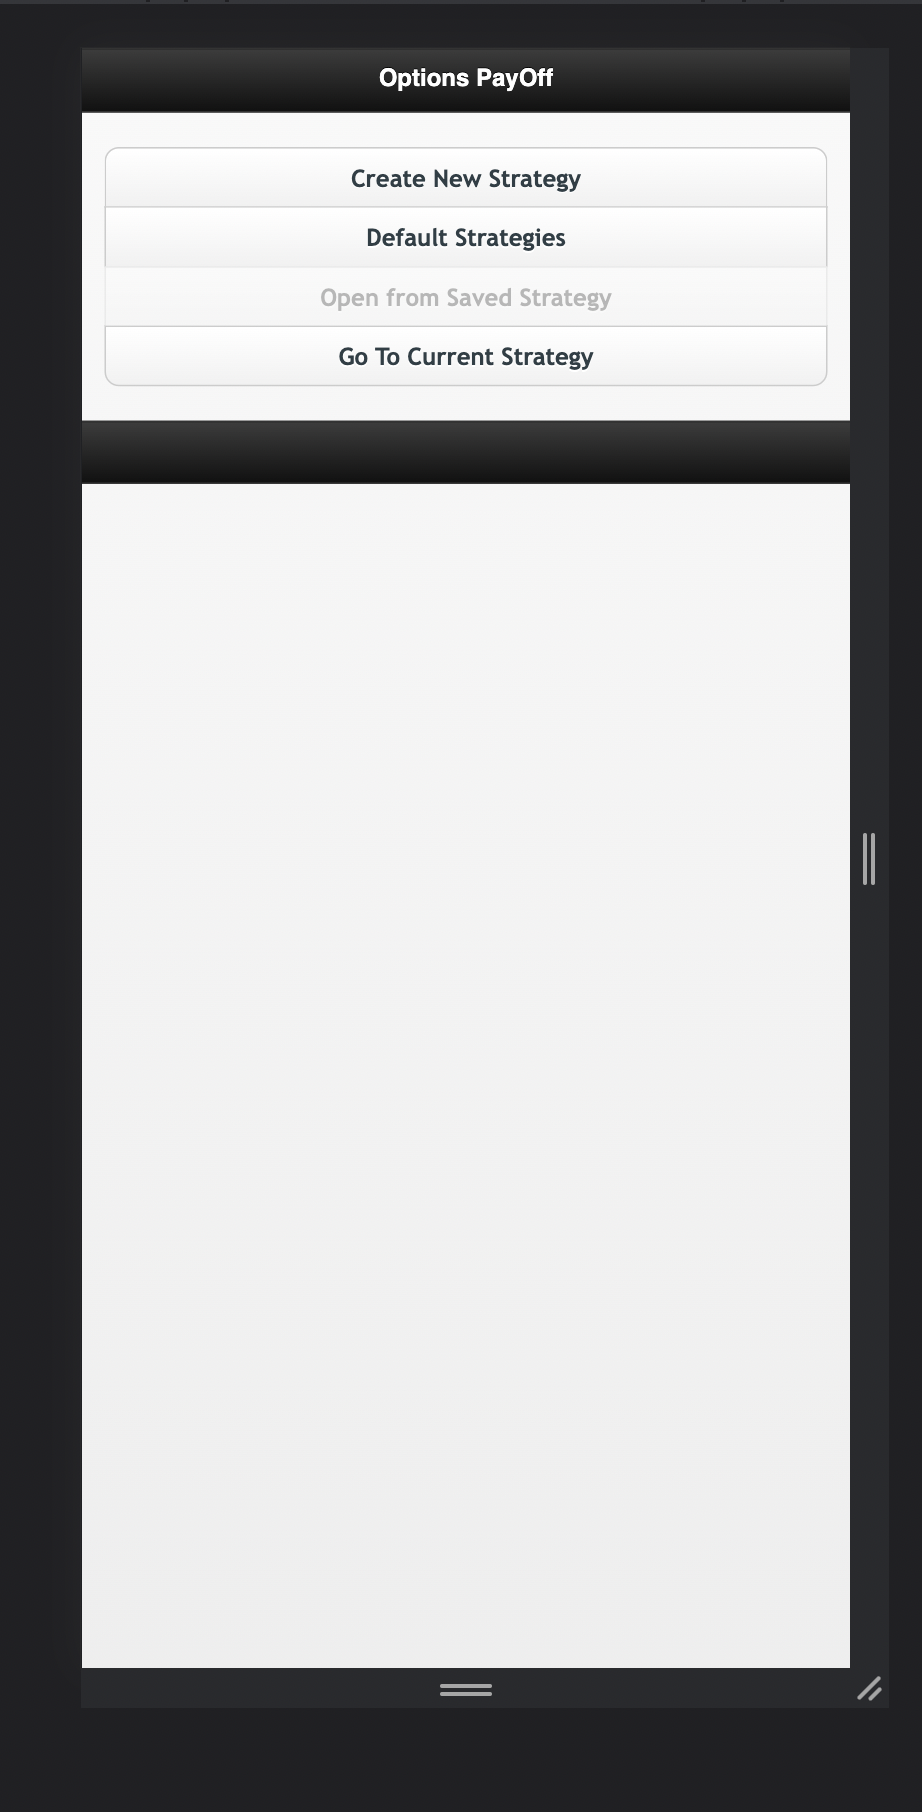 Options PayOff
Create New Strategy
Default Strategies
Open from Saved Strategy
Go To Current Strategy